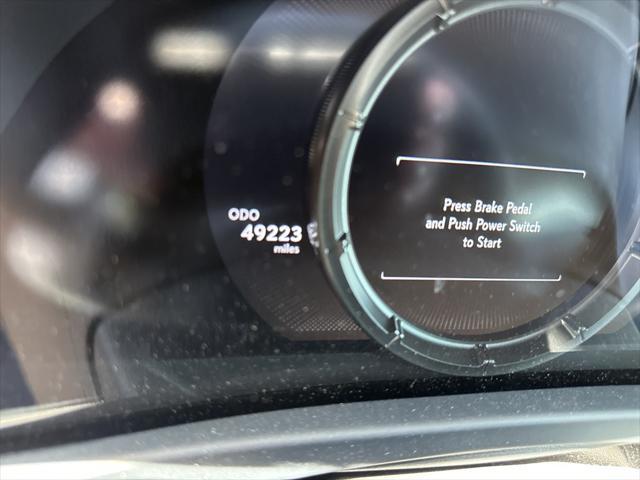 ODO
49223
miles
Press Brake Pedal
and Push Power Switch
to Start